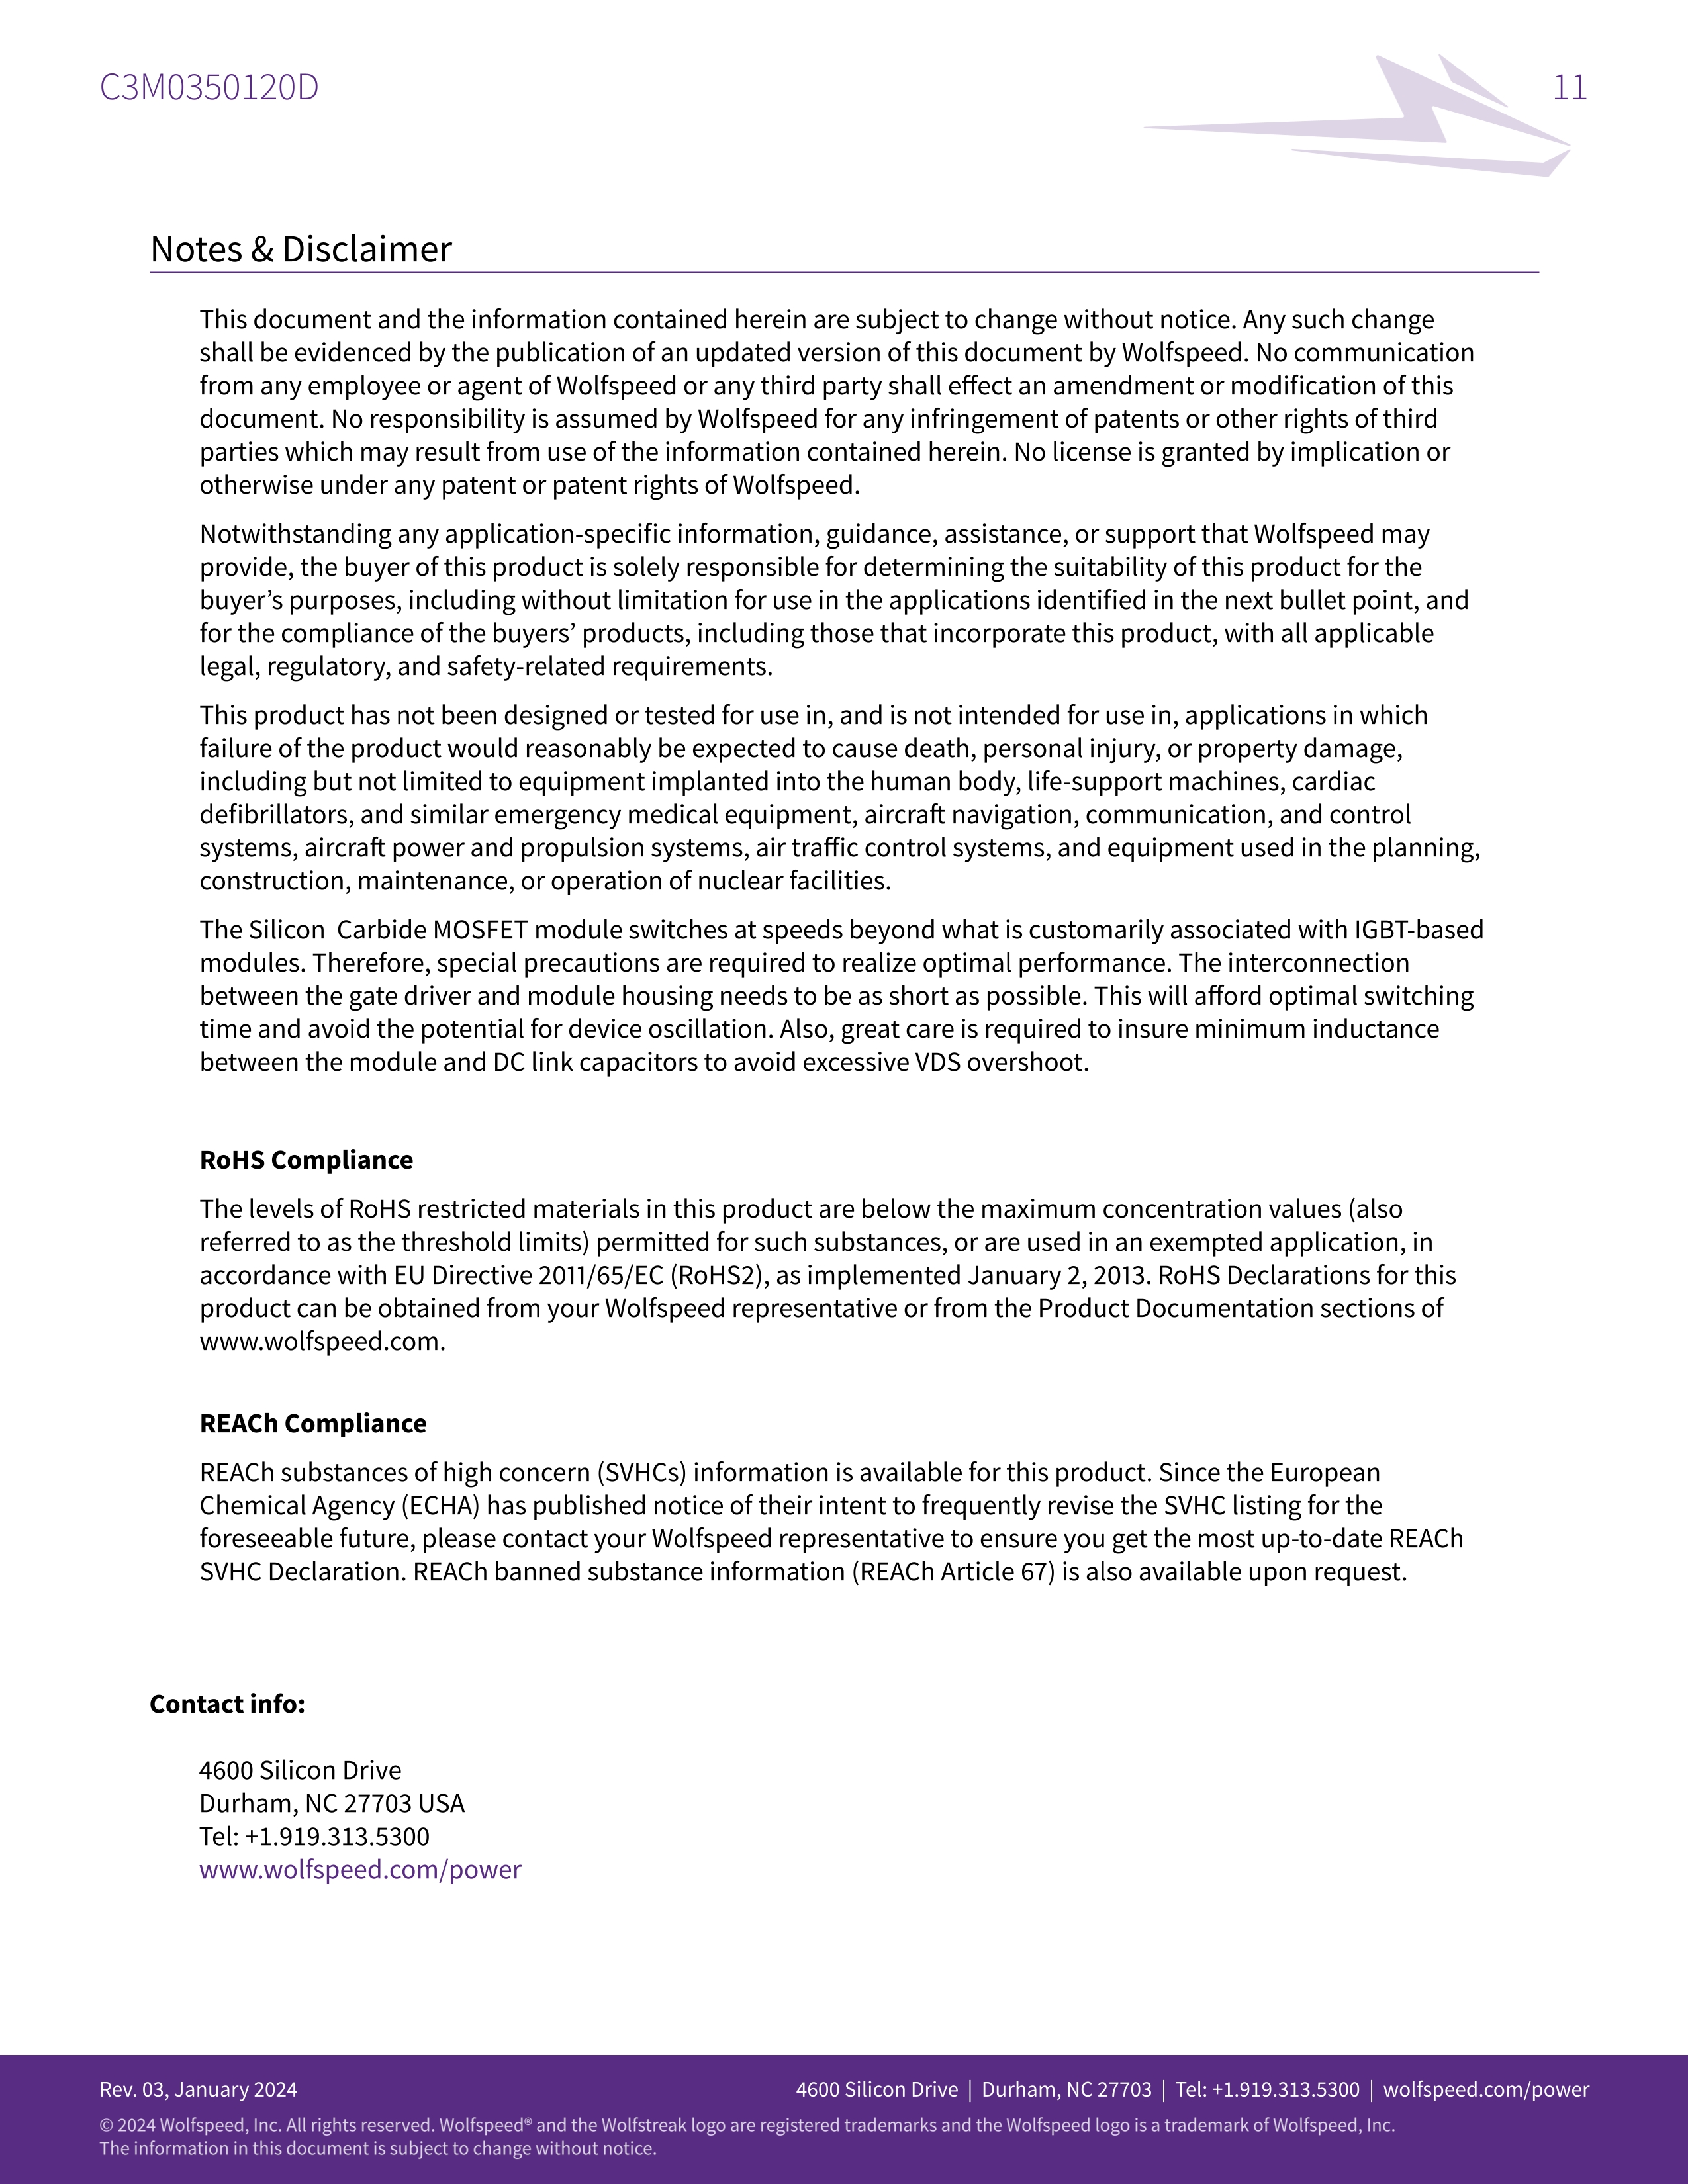 C3M0350120D
11
Notes & Disclaimer
This document and the information contained herein are subject to change without notice. Any such change
shall be evidenced by the publication of an updated version of this document by Wolfspeed. No communication
from any employee or agent of Wolfspeed or any third party shall effect an amendment or modification of this
document. No responsibility is assumed by Wolfspeed for any infringement of patents or other rights of third
parties which may result from use of the information contained herein. No license is granted by implication or
otherwise under any patent or patent rights of Wolfspeed.
Notwithstanding any application-specific information, guidance, assistance, or support that Wolfspeed may
provide, the buyer of this product is solely responsible for determining the suitability of this product for the
buyer’s purposes, including without limitation for use in the applications identified in the next bullet point, and
for the compliance of the buyers’ products, including those that incorporate this product, with all applicable
legal, regulatory, and safety-related requirements.
This product has not been designed or tested for use in, and is not intended for use in, applications in which
failure of the product would reasonably be expected to cause death, personal injury, or property damage,
including but not limited to equipment implanted into the human body, life-support machines, cardiac
defibrillators, and similar emergency medical equipment, aircraft navigation, communication, and control
systems, aircraft power and propulsion systems, air traffic control systems, and equipment used in the planning,
construction, maintenance, or operation of nuclear facilities.
The Silicon  Carbide MOSFET module switches at speeds beyond what is customarily associated with IGBT-based
modules. Therefore, special precautions are required to realize optimal performance. The interconnection
between the gate driver and module housing needs to be as short as possible. This will afford optimal switching
time and avoid the potential for device oscillation. Also, great care is required to insure minimum inductance
between the module and DC link capacitors to avoid excessive VDS overshoot.
RoHS Compliance
The levels of RoHS restricted materials in this product are below the maximum concentration values (also
referred to as the threshold limits) permitted for such substances, or are used in an exempted application, in
accordance with EU Directive 2011/65/EC (RoHS2), as implemented January 2, 2013. RoHS Declarations for this
product can be obtained from your Wolfspeed representative or from the Product Documentation sections of
www.wolfspeed.com.
REACh Compliance
REACh substances of high concern (SVHCs) information is available for this product. Since the European
Chemical Agency (ECHA) has published notice of their intent to frequently revise the SVHC listing for the
foreseeable future, please contact your Wolfspeed representative to ensure you get the most up-to-date REACh
SVHC Declaration. REACh banned substance information (REACh Article 67) is also available upon request.
Contact info:
4600 Silicon Drive
Durham, NC 27703 USA
Tel: +1.919.313.5300
www.wolfspeed.com/power
Rev. 03, January 2024
4600 Silicon Drive | Durham, NC 27703 | Tel: +1.919.313.5300 | wolfspeed.com/power
© 2024 Wolfspeed, Inc. All rights reserved. Wolfspeed® and the Wolfstreak logo are registered trademarks and the Wolfspeed logo is a trademark of Wolfspeed, Inc.
The information in this document is subject to change without notice.